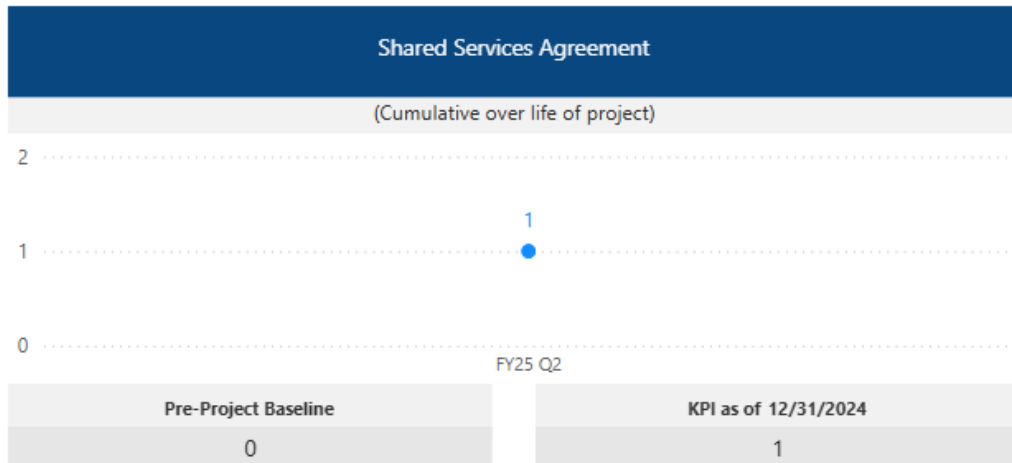 Shared Services Agreement
(Cumulative over life of project)
2
1
1
0
FY25 Q2
Pre-Project Baseline
KPI as of 12/31/2024
0
1